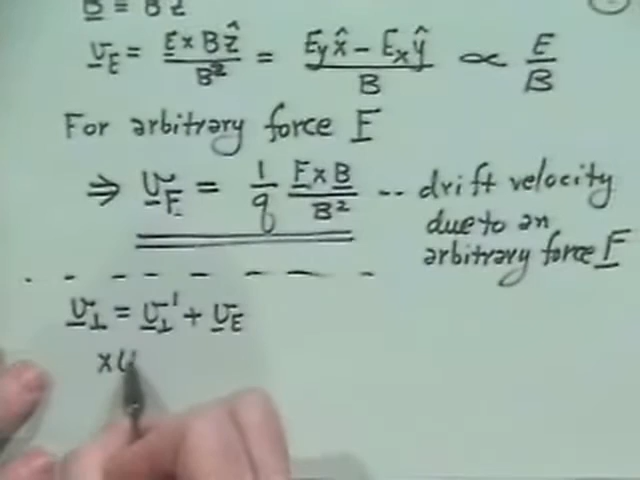 B = B ẑ
v_E = E × B ẑ / B² = (E_y x̂ − E_x ŷ) / B ∝ E / B
For arbitrary force F
⇒ v_F = 1/q F × B / B² ... drift velocity
due to an
arbitrary force F
v_⊥ = v_⊥' + v_E